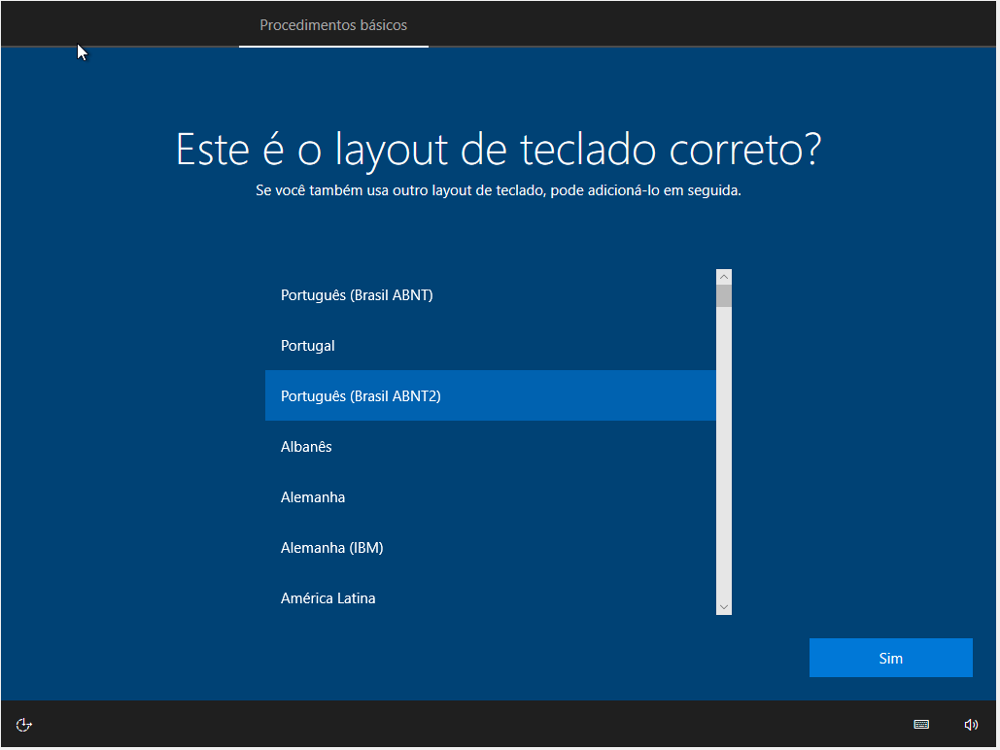 Procedimentos básicos
Este é o layout de teclado correto?
Se você também usa outro layout de teclado, pode adicioná-lo em seguida.
Português (Brasil ABNT)
Portugal
Português (Brasil ABNT2)
Albanês
Alemanha
Alemanha (IBM)
América Latina
Sim